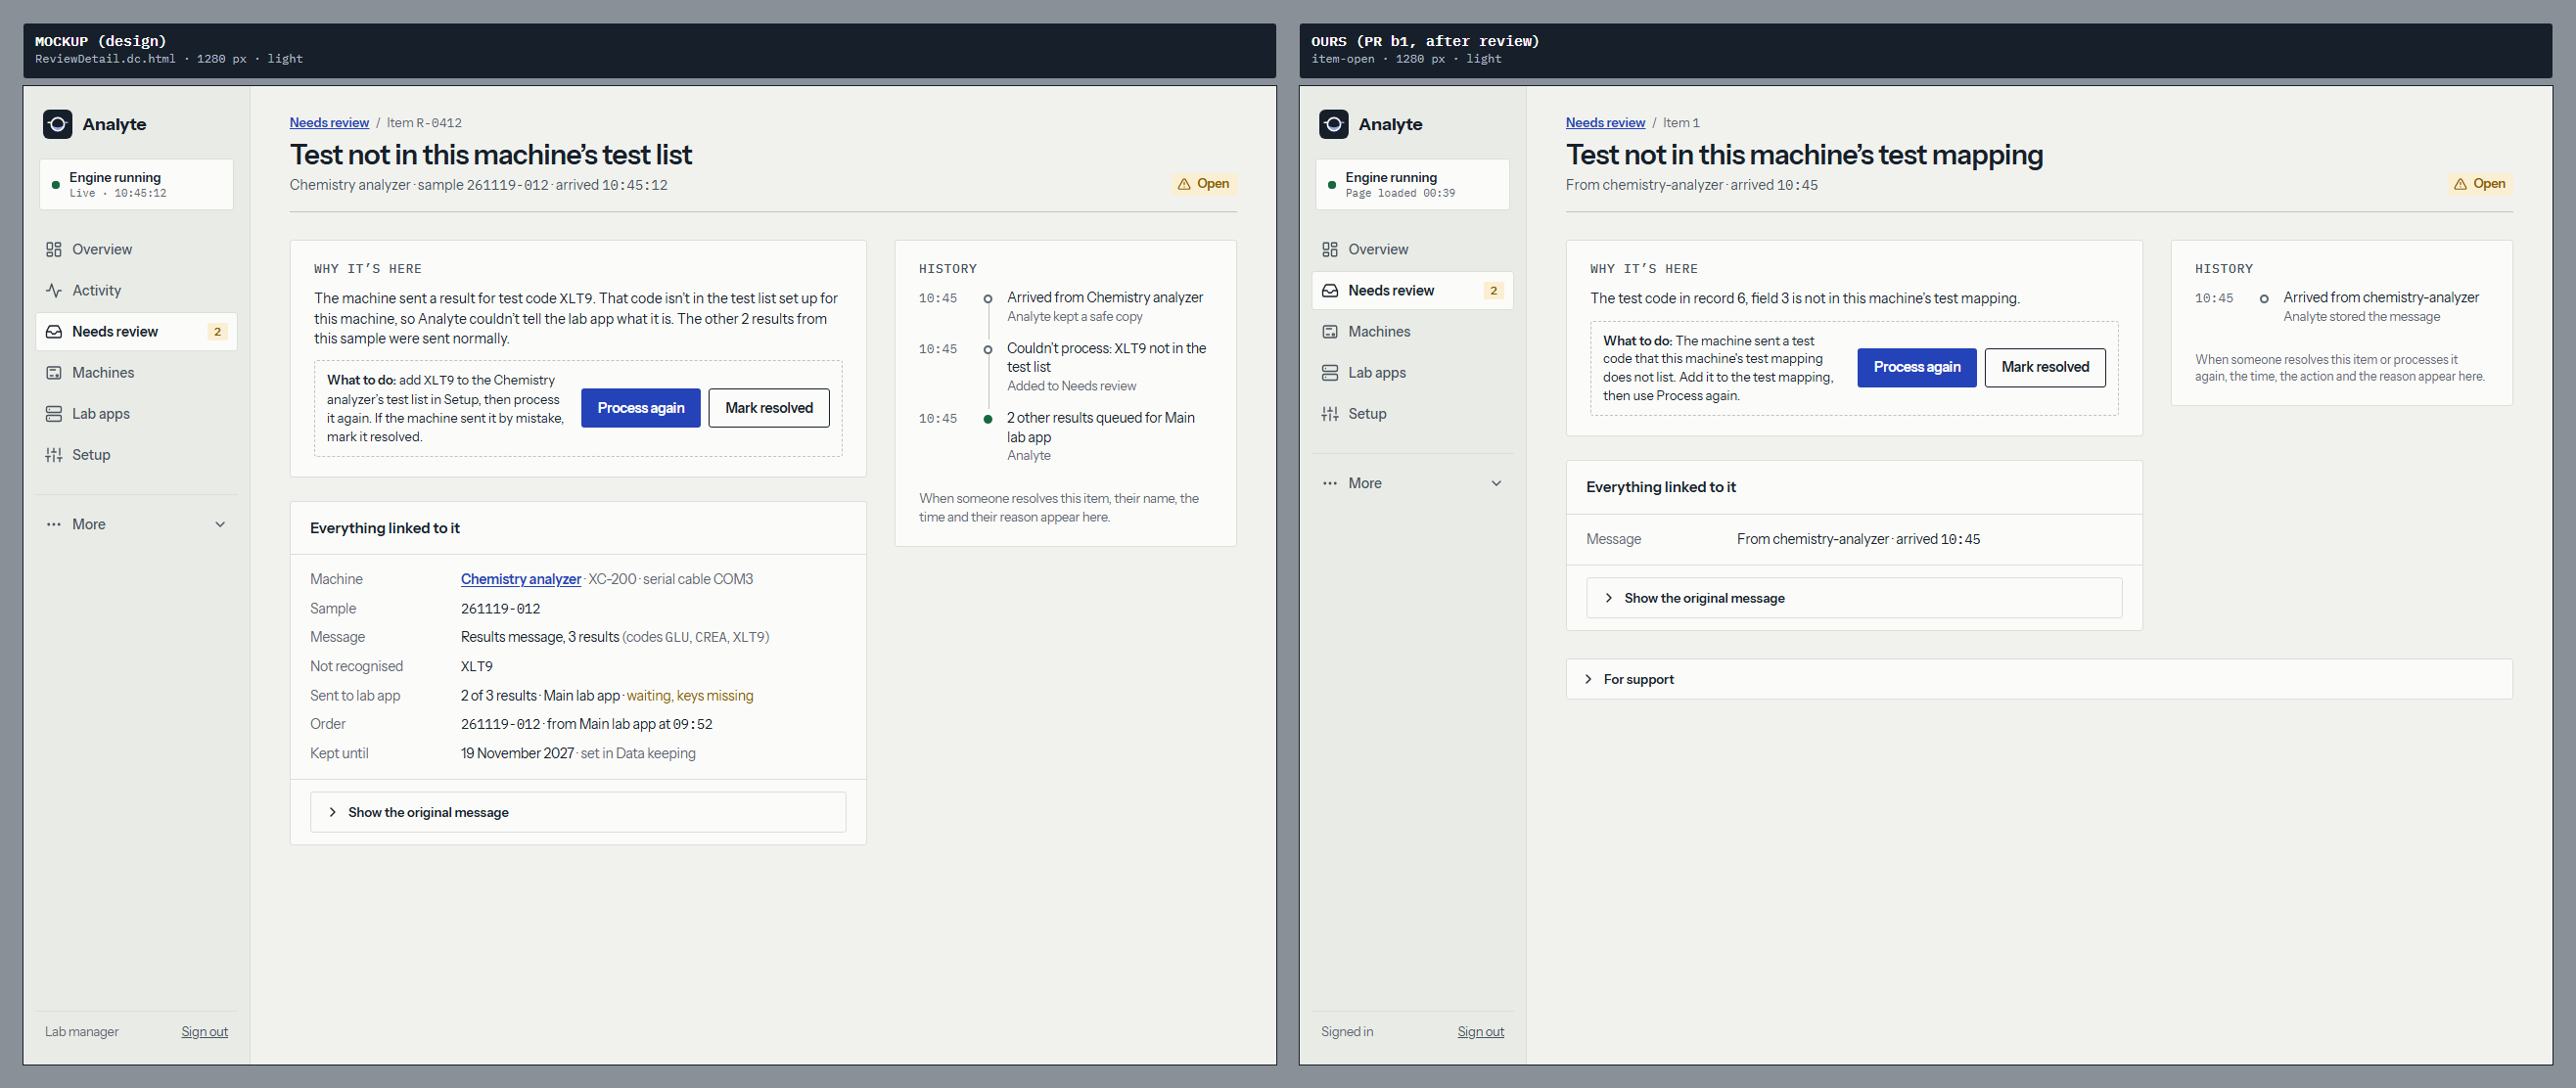 MOCKUP (design)
ReviewDetail.dc.html · 1280 px · light
Analyte
Engine running
Live · 10:45:12
Overview
Activity
Needs review 2
Machines
Lab apps
Setup
More
Lab manager Sign out
Needs review / Item R-0412
Test not in this machine’s test list
Chemistry analyzer · sample 261119-012 · arrived 10:45:12
Open
WHY IT’S HERE
The machine sent a result for test code XLT9. That code isn’t in the test list set up for
this machine, so Analyte couldn’t tell the lab app what it is. The other 2 results from
this sample were sent normally.
What to do: add XLT9 to the Chemistry
analyzer’s test list in Setup, then process
it again. If the machine sent it by mistake,
mark it resolved.
Process again
Mark resolved
Everything linked to it
Machine Chemistry analyzer · XC-200 · serial cable COM3
Sample 261119-012
Message Results message, 3 results (codes GLU, CREA, XLT9)
Not recognised XLT9
Sent to lab app 2 of 3 results · Main lab app · waiting, keys missing
Order 261119-012 · from Main lab app at 09:52
Kept until 19 November 2027 · set in Data keeping
Show the original message
HISTORY
10:45 Arrived from Chemistry analyzer
Analyte kept a safe copy
10:45 Couldn’t process: XLT9 not in the
test list
Added to Needs review
10:45 2 other results queued for Main
lab app
Analyte
When someone resolves this item, their name, the
time and their reason appear here.
OURS (PR b1, after review)
item-open · 1280 px · light
Analyte
Engine running
Page loaded 00:39
Overview
Needs review 2
Machines
Lab apps
Setup
More
Signed in Sign out
Needs review / Item 1
Test not in this machine’s test mapping
From chemistry-analyzer · arrived 10:45
Open
WHY IT’S HERE
The test code in record 6, field 3 is not in this machine’s test mapping.
What to do: The machine sent a test
code that this machine’s test mapping
does not list. Add it to the test mapping,
then use Process again.
Process again
Mark resolved
Everything linked to it
Message From chemistry-analyzer · arrived 10:45
Show the original message
For support
HISTORY
10:45 Arrived from chemistry-analyzer
Analyte stored the message
When someone resolves this item or processes it
again, the time, the action and the reason appear here.